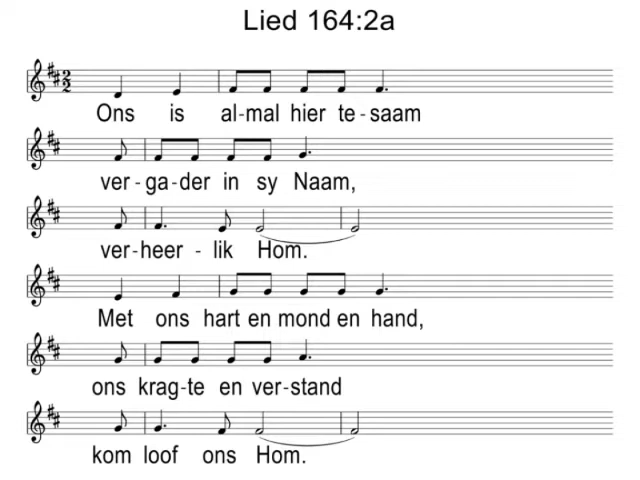 Lied 164:2a
Ons is al-mal hier te-saam
ver-ga-der in sy Naam,
ver-heer-lik Hom.
Met ons hart en mond en hand,
ons krag-te en ver-stand
kom loof ons Hom.